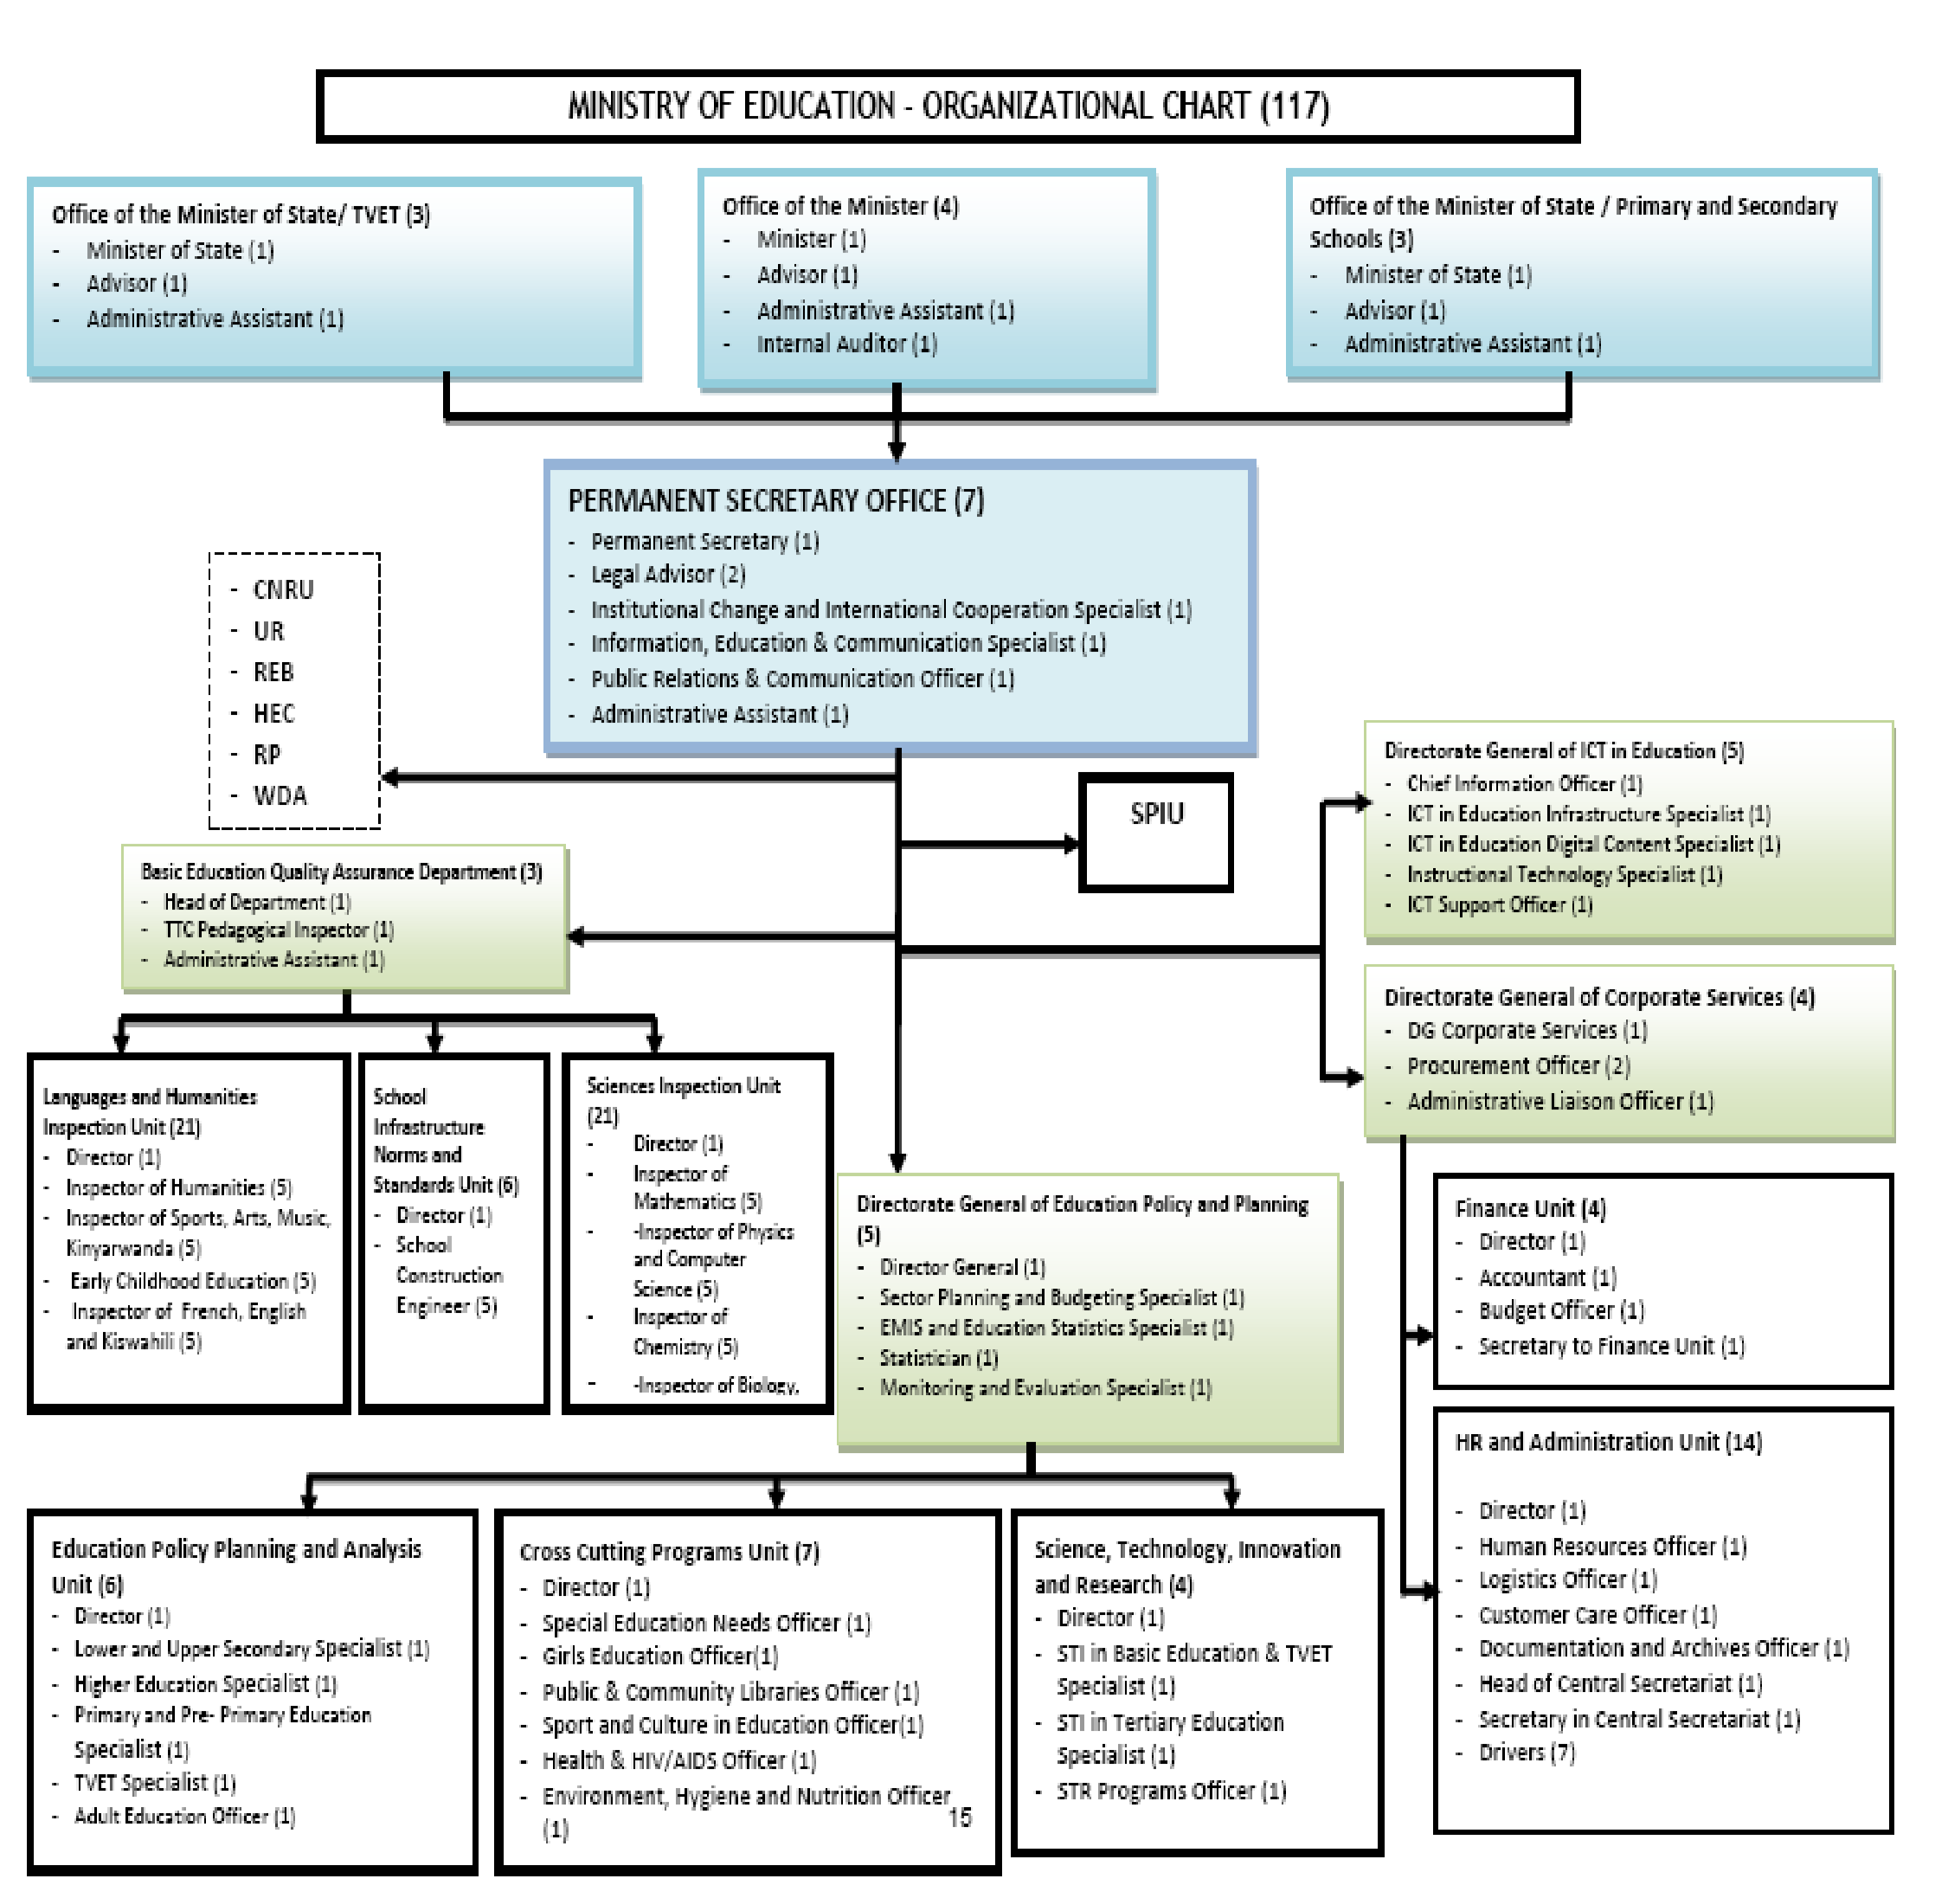 MINISTRY OF EDUCATION - ORGANIZATIONAL CHART (117)
Office of the Minister of State/ TVET (3)
- Minister of State (1)
- Advisor (1)
- Administrative Assistant (1)
Office of the Minister (4)
- Minister (1)
- Advisor (1)
- Administrative Assistant (1)
- Internal Auditor (1)
Office of the Minister of State / Primary and Secondary
Schools (3)
- Minister of State (1)
- Advisor (1)
- Administrative Assistant (1)
PERMANENT SECRETARY OFFICE (7)
- Permanent Secretary (1)
- Legal Advisor (2)
- Institutional Change and International Cooperation Specialist (1)
- Information, Education & Communication Specialist (1)
- Public Relations & Communication Officer (1)
- Administrative Assistant (1)
- CNRU
- UR
- REB
- HEC
- RP
- WDA
SPIU
Directorate General of ICT in Education (5)
- Chief Information Officer (1)
- ICT in Education Infrastructure Specialist (1)
- ICT in Education Digital Content Specialist (1)
- Instructional Technology Specialist (1)
- ICT Support Officer (1)
Basic Education Quality Assurance Department (3)
- Head of Department (1)
- TTC Pedagogical Inspector (1)
- Administrative Assistant (1)
Directorate General of Corporate Services (4)
- DG Corporate Services (1)
- Procurement Officer (2)
- Administrative Liaison Officer (1)
Languages and Humanities
Inspection Unit (21)
- Director (1)
- Inspector of Humanities (5)
- Inspector of Sports, Arts, Music,
Kinyarwanda (5)
- Early Childhood Education (5)
- Inspector of French, English
and Kiswahili (5)
School
Infrastructure
Norms and
Standards Unit (6)
- Director (1)
- School
Construction
Engineer (5)
Sciences Inspection Unit
(21)
- Director (1)
- Inspector of
Mathematics (5)
- -Inspector of Physics
and Computer
Science (5)
- Inspector of
Chemistry (5)
- -Inspector of Biology,
Directorate General of Education Policy and Planning
(5)
- Director General (1)
- Sector Planning and Budgeting Specialist (1)
- EMIS and Education Statistics Specialist (1)
- Statistician (1)
- Monitoring and Evaluation Specialist (1)
Finance Unit (4)
- Director (1)
- Accountant (1)
- Budget Officer (1)
- Secretary to Finance Unit (1)
HR and Administration Unit (14)
- Director (1)
- Human Resources Officer (1)
- Logistics Officer (1)
- Customer Care Officer (1)
- Documentation and Archives Officer (1)
- Head of Central Secretariat (1)
- Secretary in Central Secretariat (1)
- Drivers (7)
Education Policy Planning and Analysis
Unit (6)
- Director (1)
- Lower and Upper Secondary Specialist (1)
- Higher Education Specialist (1)
- Primary and Pre- Primary Education
Specialist (1)
- TVET Specialist (1)
- Adult Education Officer (1)
Cross Cutting Programs Unit (7)
- Director (1)
- Special Education Needs Officer (1)
- Girls Education Officer(1)
- Public & Community Libraries Officer (1)
- Sport and Culture in Education Officer(1)
- Health & HIV/AIDS Officer (1)
- Environment, Hygiene and Nutrition Officer
(1)
15
Science, Technology, Innovation
and Research (4)
- Director (1)
- STI in Basic Education & TVET
Specialist (1)
- STI in Tertiary Education
Specialist (1)
- STR Programs Officer (1)